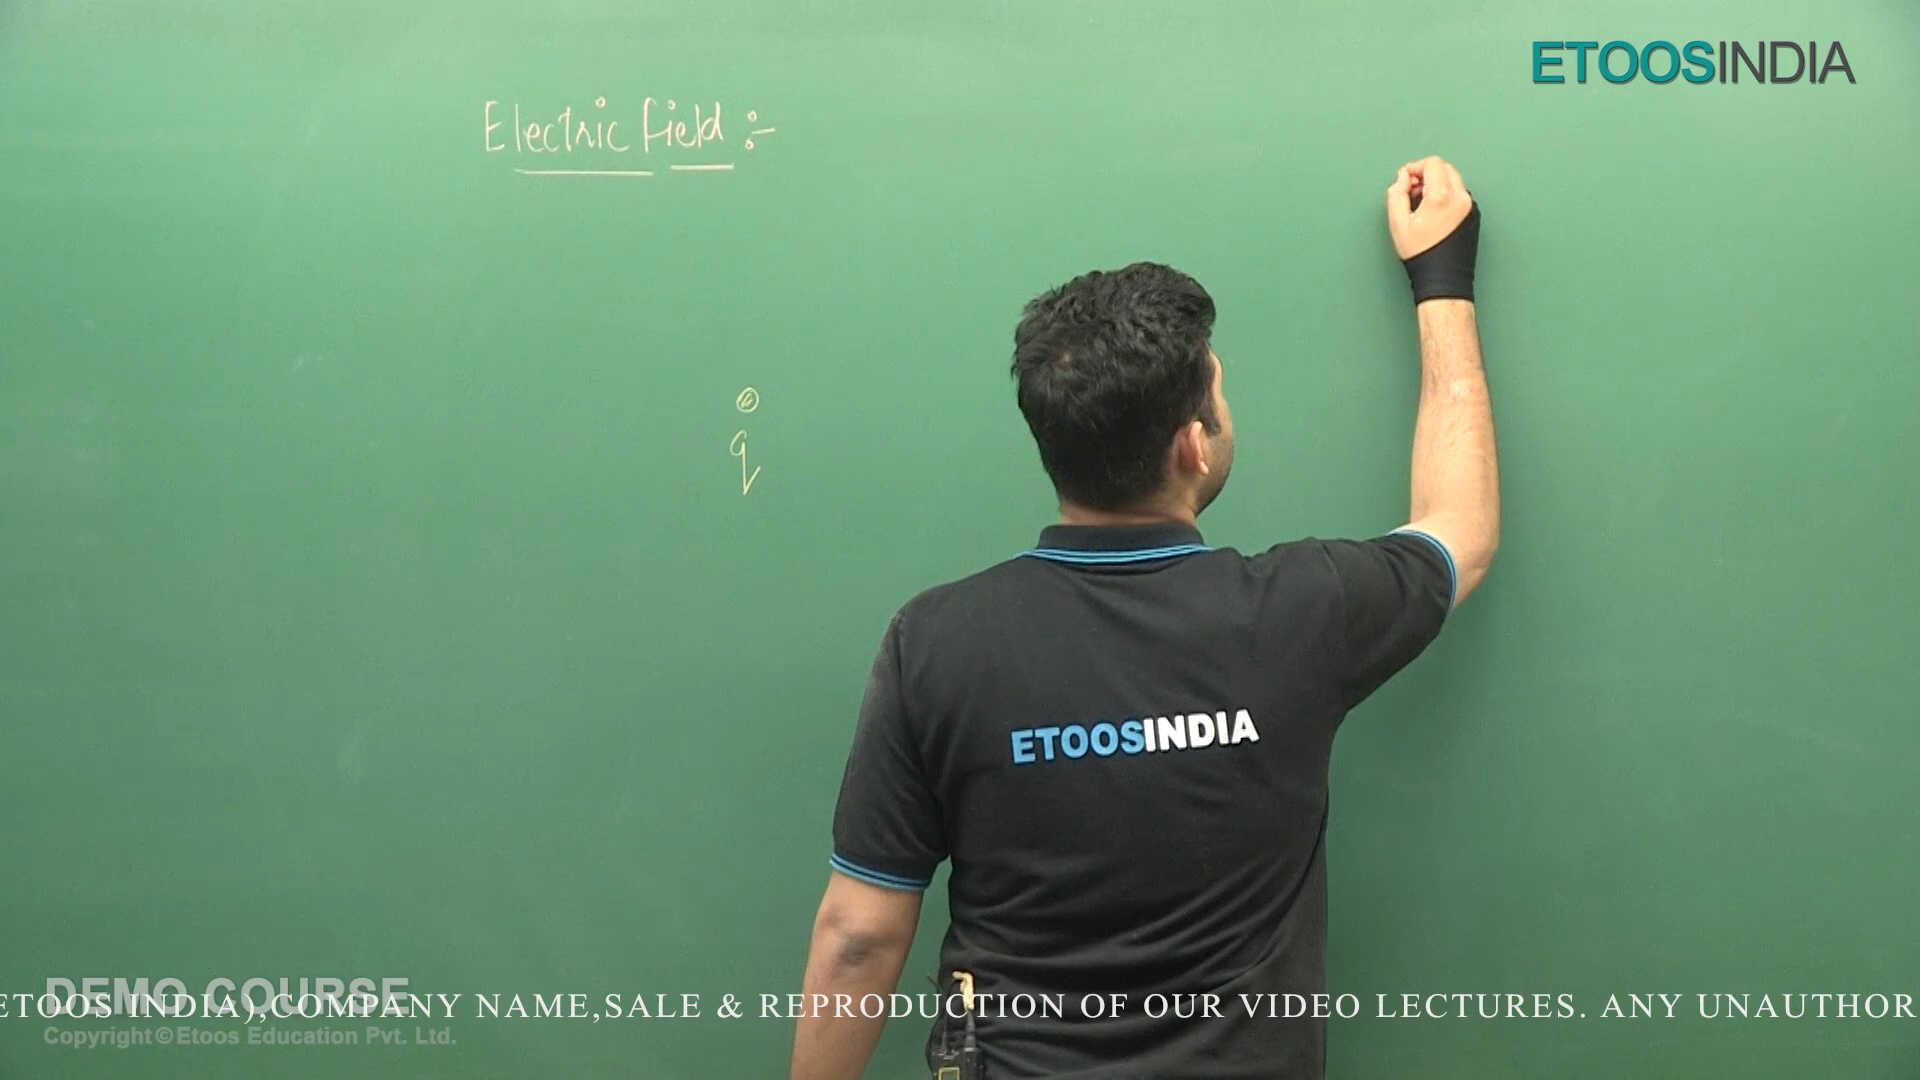 ETOOSINDIA
Electric field :-
q
ETOOSINDIA
DEMO COURSE
ETOOS INDIA),COMPANY NAME,SALE & REPRODUCTION OF OUR VIDEO LECTURES. ANY UNAUTHOR
Copyright©Etoos Education Pvt. Ltd.